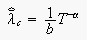 λ̂_c = 1/b T^{-α}